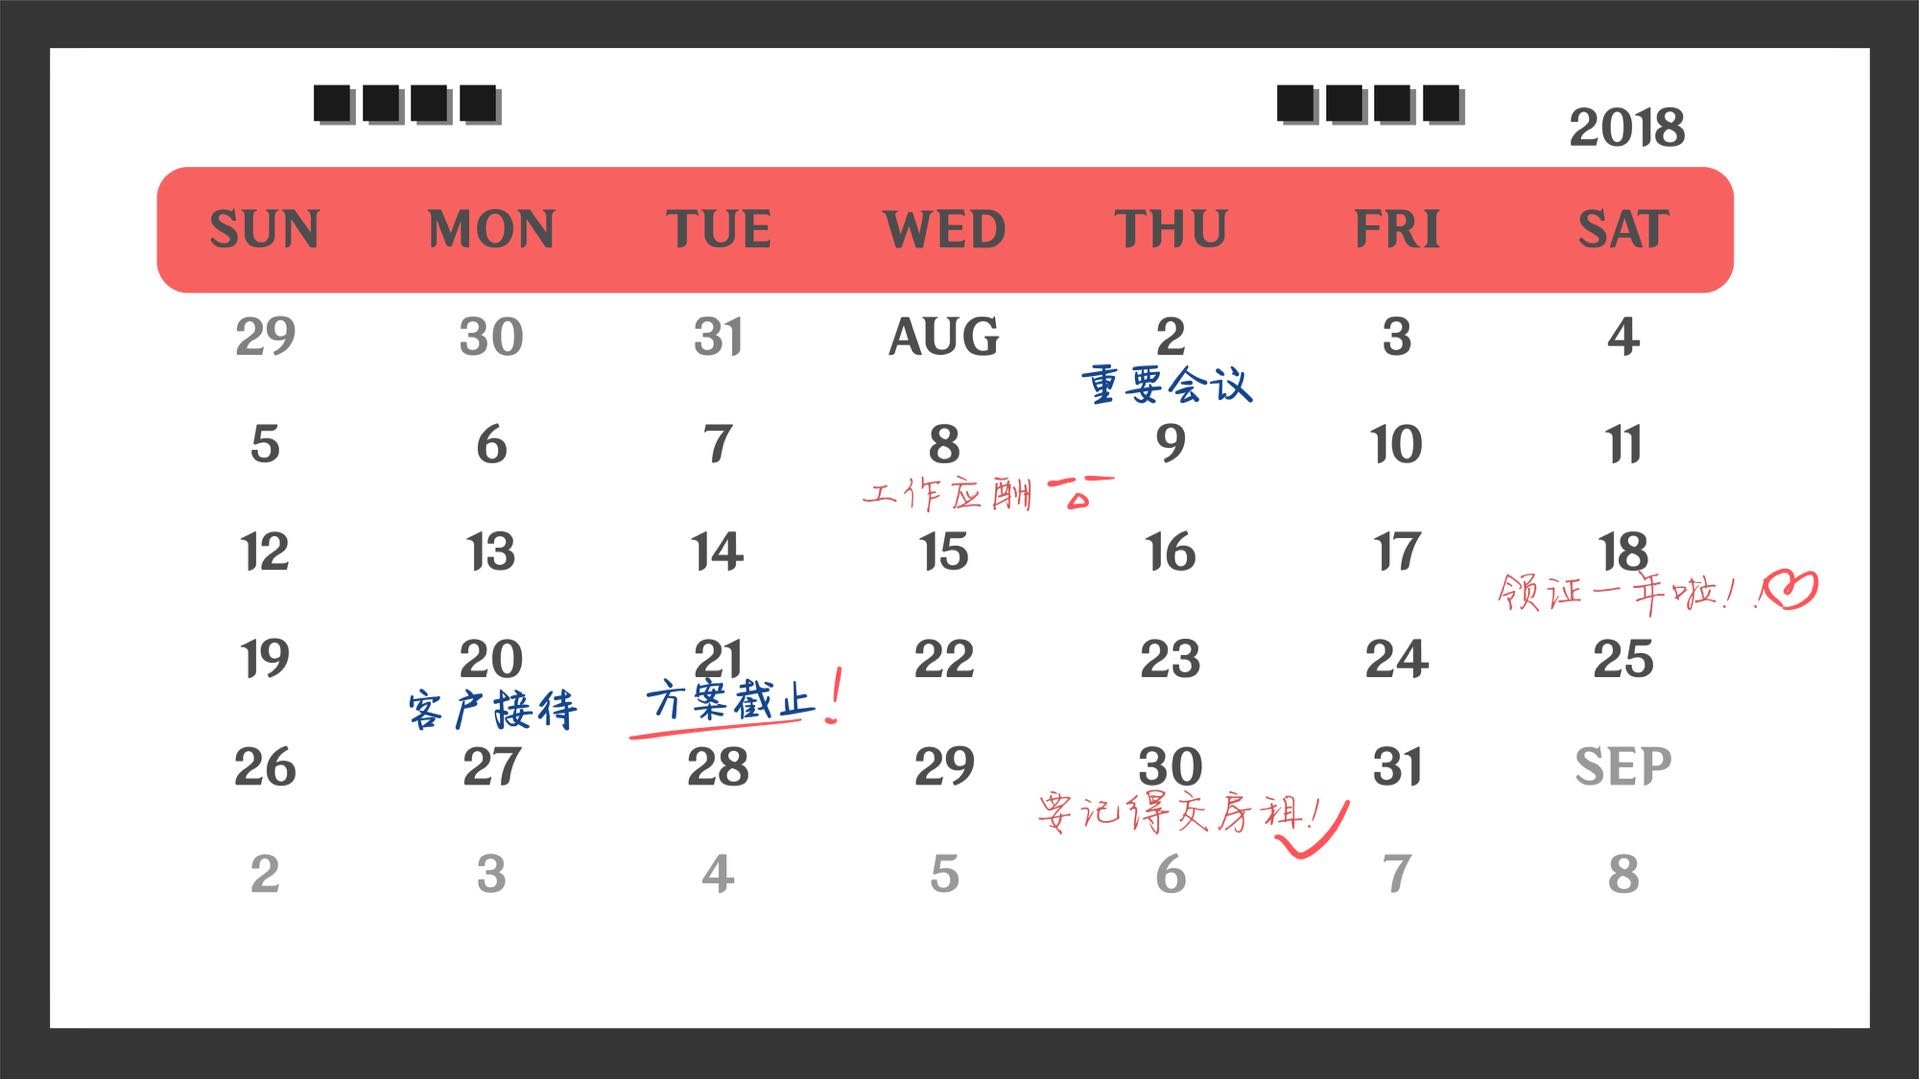 2018
SUN MON TUE WED THU FRI SAT
29 30 31 AUG 2 3 4
重要会议
5 6 7 8 9 10 11
工作应酬
12 13 14 15 16 17 18
领证一年啦！！
19 20 21 22 23 24 25
客户接待 方案截止！
26 27 28 29 30 31 SEP
要记得交房租！
2 3 4 5 6 7 8